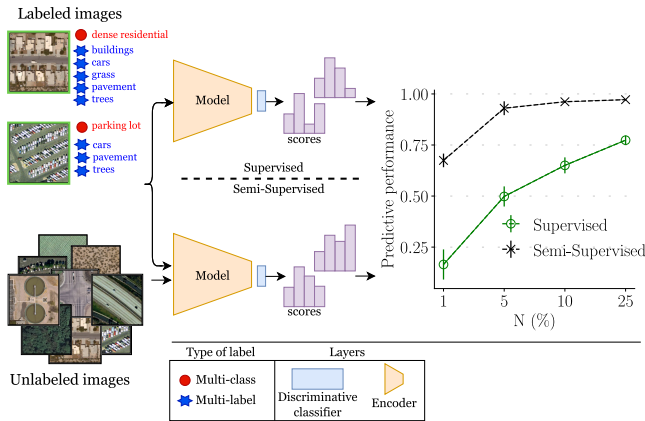 Labeled images
dense residential
buildings
cars
grass
pavement
trees
parking lot
cars
pavement
trees
Unlabeled images
Model
scores
Supervised
Semi-Supervised
Model
scores
Predictive performance
1.00
0.75
0.50
0.25
Supervised
Semi-Supervised
1 5 10 25
N (%)
Type of label
Multi-class
Multi-label
Layers
Discriminative
classifier
Encoder